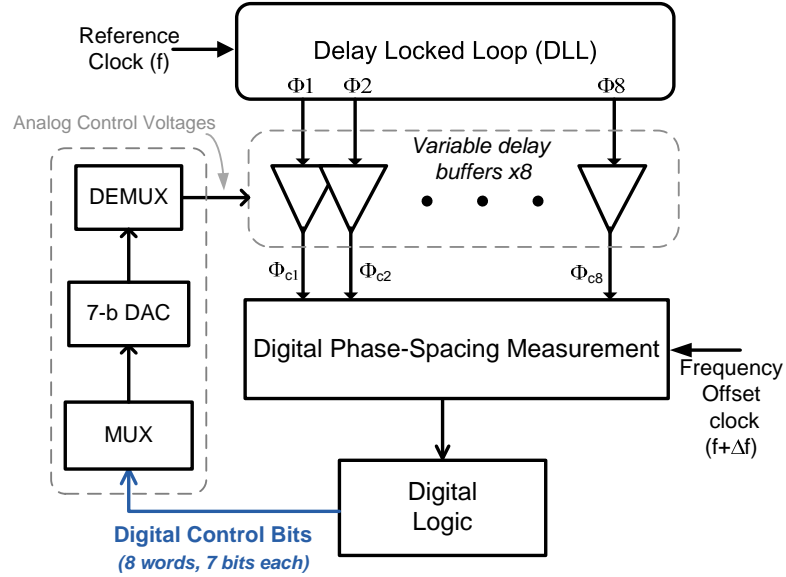 Reference
Clock (f)
Delay Locked Loop (DLL)
Φ1
Φ2
Φ8
Analog Control Voltages
Variable delay
buffers x8
DEMUX
Φc1
Φc2
Φc8
7-b DAC
Digital Phase-Spacing Measurement
Frequency
Offset
clock
(f+Δf)
MUX
Digital
Logic
Digital Control Bits
(8 words, 7 bits each)